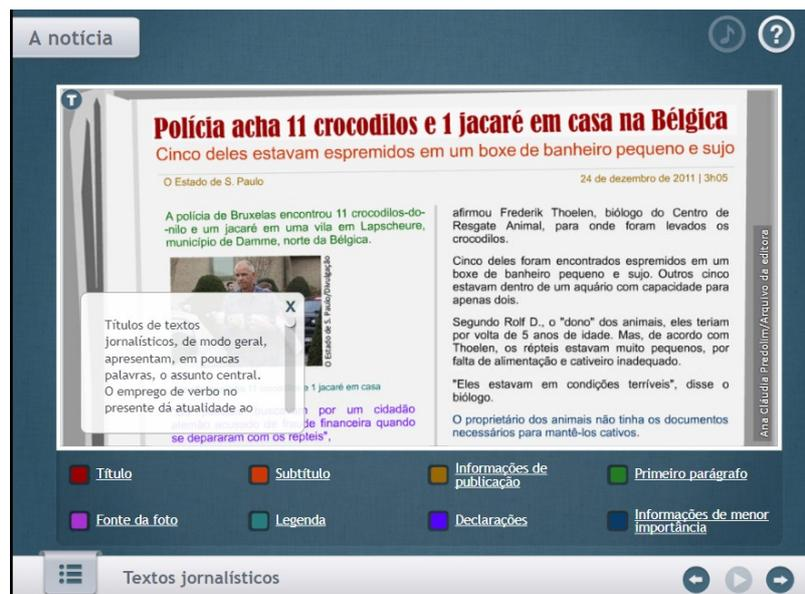 A notícia
?
T
Polícia acha 11 crocodilos e 1 jacaré em casa na Bélgica
Cinco deles estavam espremidos em um boxe de banheiro pequeno e sujo
O Estado de S. Paulo
24 de dezembro de 2011 | 3h05
A polícia de Bruxelas encontrou 11 crocodilos-do-
-nilo e um jacaré em uma vila em Lapscheure,
município de Damme, norte da Bélgica.
O Estado de S. Paulo/Divulgação
X
Títulos de textos
jornalísticos, de modo geral,
apresentam, em poucas
palavras, o assunto central.
O emprego de verbo no
presente dá atualidade ao
e 1 jacaré em casa
por um cidadão
alemão acusado de fraude financeira quando
se depararam com os repteis",
afirmou Frederik Thoelen, biólogo do Centro de
Resgate Animal, para onde foram levados os
crocodilos.
Cinco deles foram encontrados espremidos em um
boxe de banheiro pequeno e sujo. Outros cinco
estavam dentro de um aquário com capacidade para
apenas dois.
Segundo Rolf D., o "dono" dos animais, eles teriam
por volta de 5 anos de idade. Mas, de acordo com
Thoelen, os répteis estavam muito pequenos, por
falta de alimentação e cativeiro inadequado.
"Eles estavam em condições terríveis", disse o
biólogo.
O proprietário dos animais não tinha os documentos
necessários para mantê-los cativos.
Ana Cláudia Predolim/Arquivo da editora
Título
Subtítulo
Informações de
publicação
Primeiro parágrafo
Fonte da foto
Legenda
Declarações
Informações de menor
importância
Textos jornalísticos